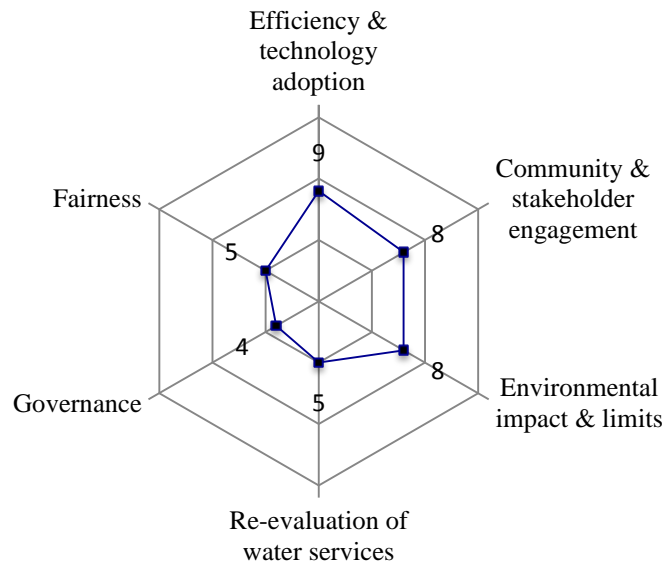 Efficiency &
technology
adoption
9
Community &
stakeholder
engagement
8
Fairness
5
Environmental
impact & limits
8
Governance
4
5
Re-evaluation of
water services